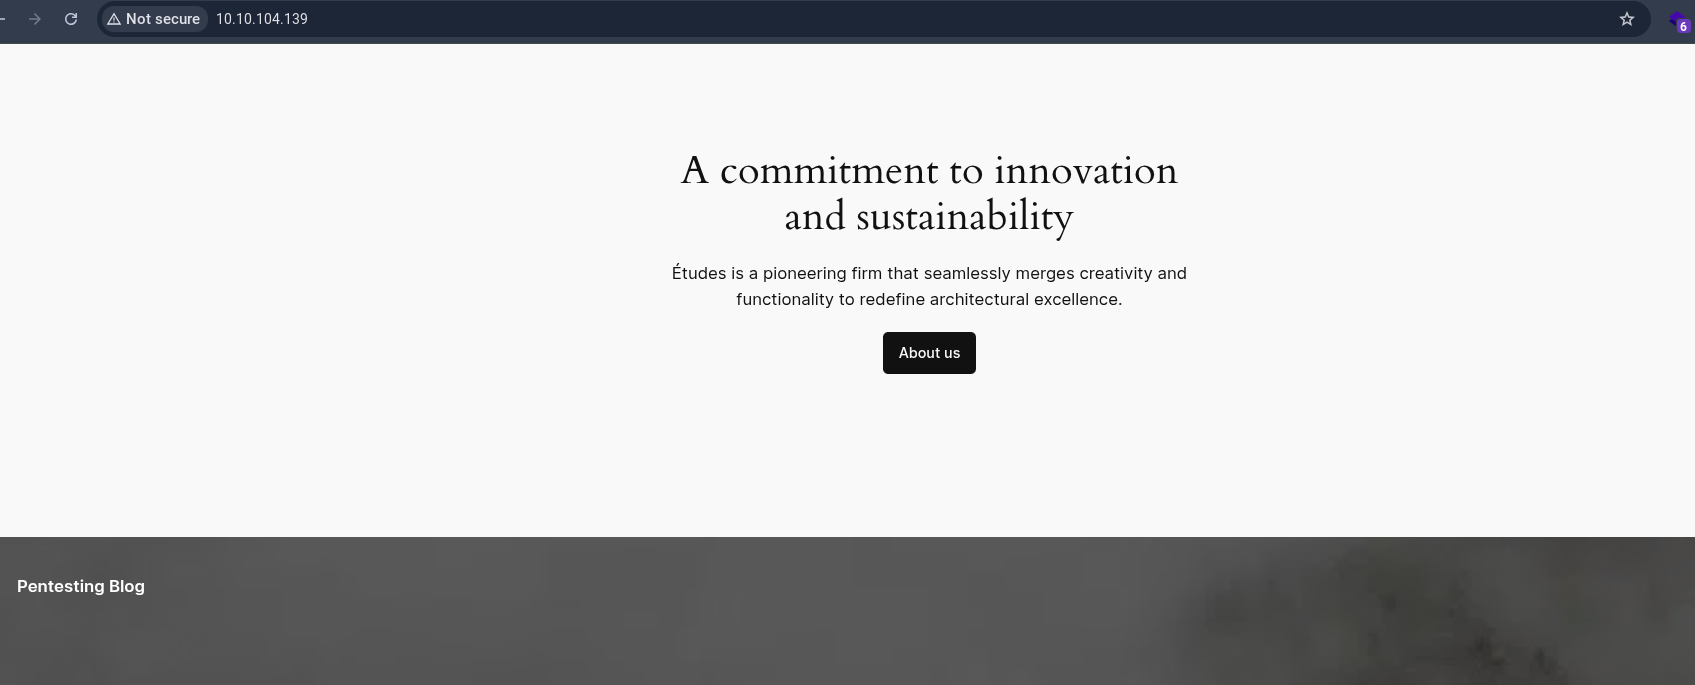 Not secure 10.10.104.139
6
A commitment to innovation
and sustainability
Études is a pioneering firm that seamlessly merges creativity and
functionality to redefine architectural excellence.
About us
Pentesting Blog